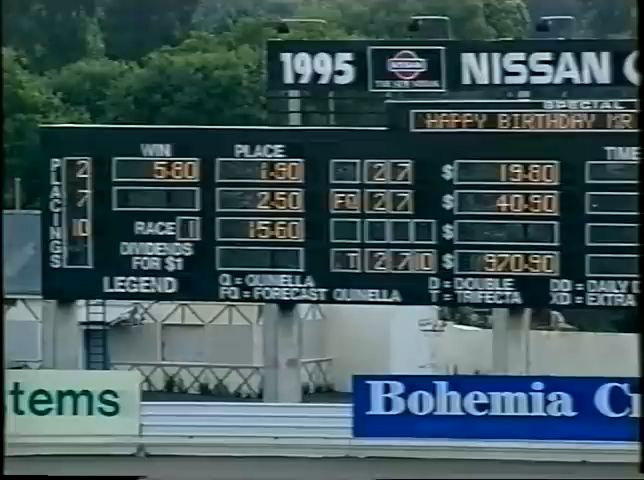 1995 NISSAN NISSAN
SPECIAL
HAPPY BIRTHDAY MR
WIN PLACE TIME
PLACINGS
2 5-80 1-90 Q 2 7 $ 19-80
7 2-50 FQ 2 7 $ 40-90
10 RACE 1 15-60 $
DIVIDENDS
FOR $1 T 2 7 10 $ 970-90
LEGEND Q = QUINELLA D = DOUBLE DD = DAILY
FQ = FORECAST QUINELLA T = TRIFECTA XD = EXTRA
tems
Bohemia